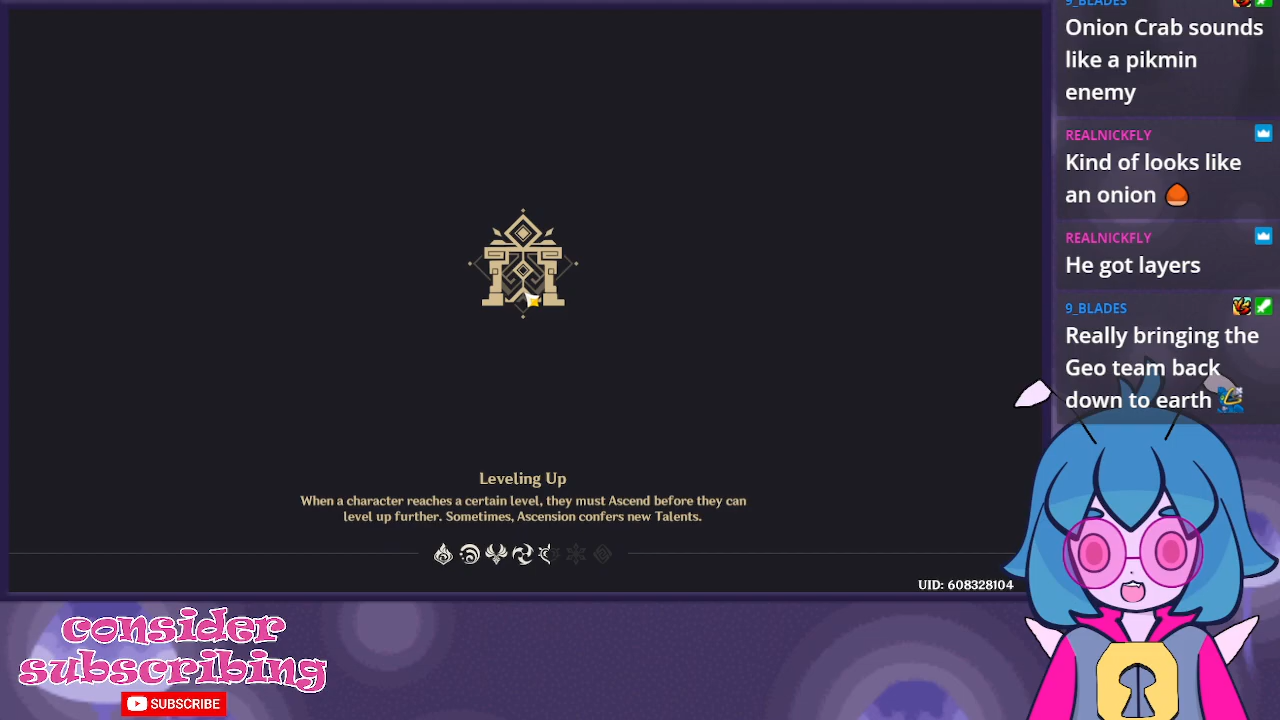 9_BLADES
Onion Crab sounds
like a pikmin
enemy
REALNICKFLY
Kind of looks like
an onion
REALNICKFLY
He got layers
9_BLADES
Really bringing the
Geo team back
down to earth
Leveling Up
When a character reaches a certain level, they must Ascend before they can
level up further. Sometimes, Ascension confers new Talents.
UID: 608328104
consider
subscribing
SUBSCRIBE